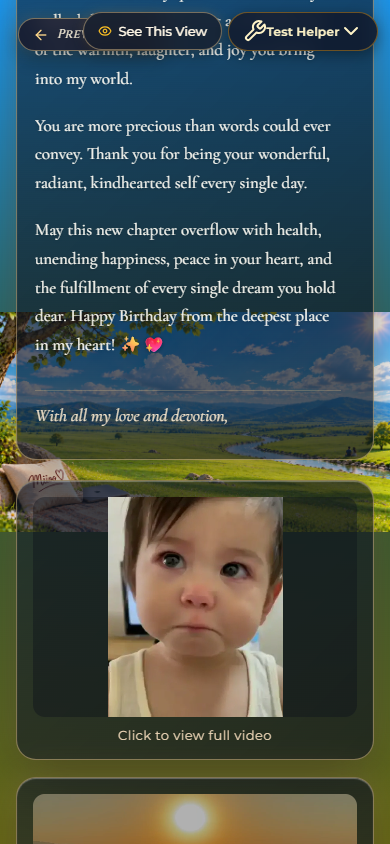 Prev
See This View
Test Helper
of the warmth, laughter, and joy you bring
into my world.
You are more precious than words could ever
convey. Thank you for being your wonderful,
radiant, kindhearted self every single day.
May this new chapter overflow with health,
unending happiness, peace in your heart, and
the fulfillment of every single dream you hold
dear. Happy Birthday from the deepest place
in my heart! ✨ 💖
With all my love and devotion,
Click to view full video